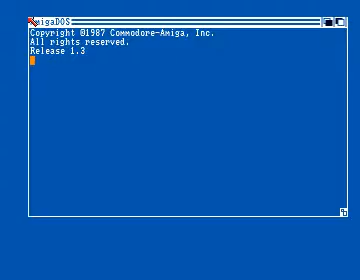 AmigaDOS
Copyright ©1987 Commodore-Amiga, Inc.
All rights reserved.
Release 1.3